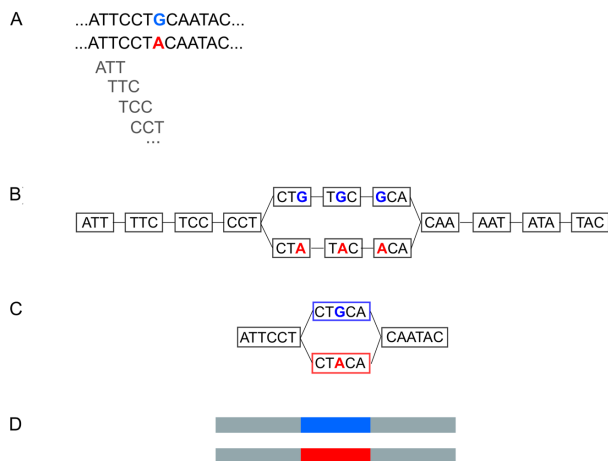 A
...ATTCCTGCAATAC...
...ATTCCTACAATAC...
ATT
TTC
TCC
CCT
...
B
CTG TGC GCA
ATT TTC TCC CCT CAA AAT ATA TAC
CTA TAC ACA
C
CTGCA
ATTCCT CAATAC
CTACA
D